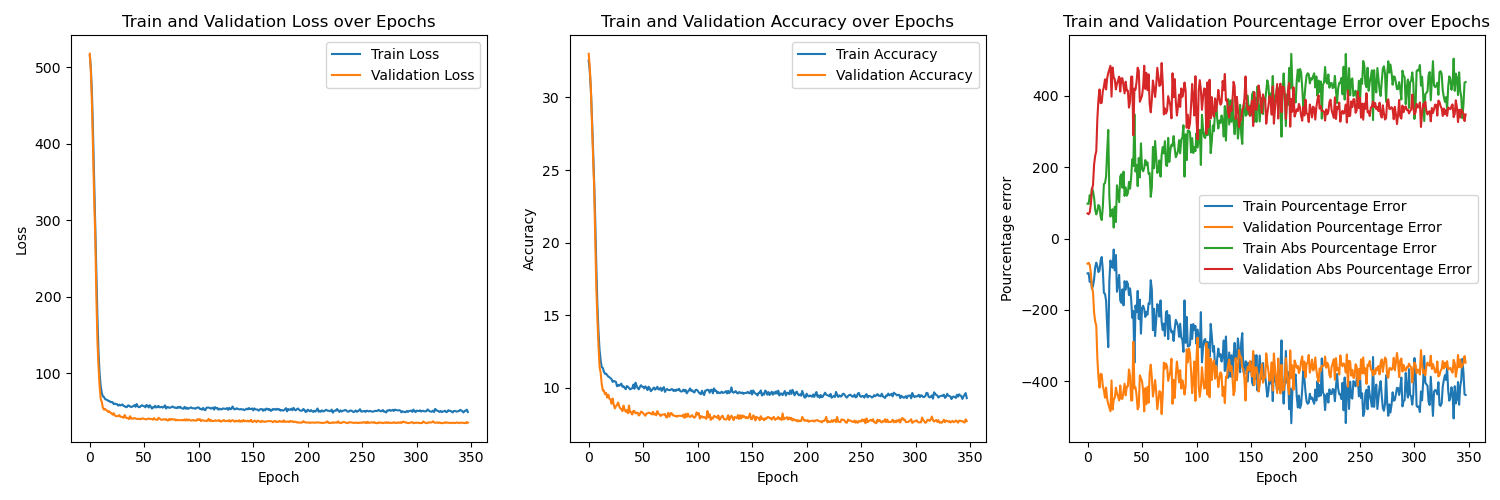 Train and Validation Loss over Epochs
Train Loss
Validation Loss
500
400
300
200
100
Loss
0 50 100 150 200 250 300 350
Epoch
Train and Validation Accuracy over Epochs
Train Accuracy
Validation Accuracy
30
25
20
15
10
Accuracy
0 50 100 150 200 250 300 350
Epoch
Train and Validation Pourcentage Error over Epochs
400
200
0
−200
−400
Pourcentage error
Train Pourcentage Error
Validation Pourcentage Error
Train Abs Pourcentage Error
Validation Abs Pourcentage Error
0 50 100 150 200 250 300 350
Epoch